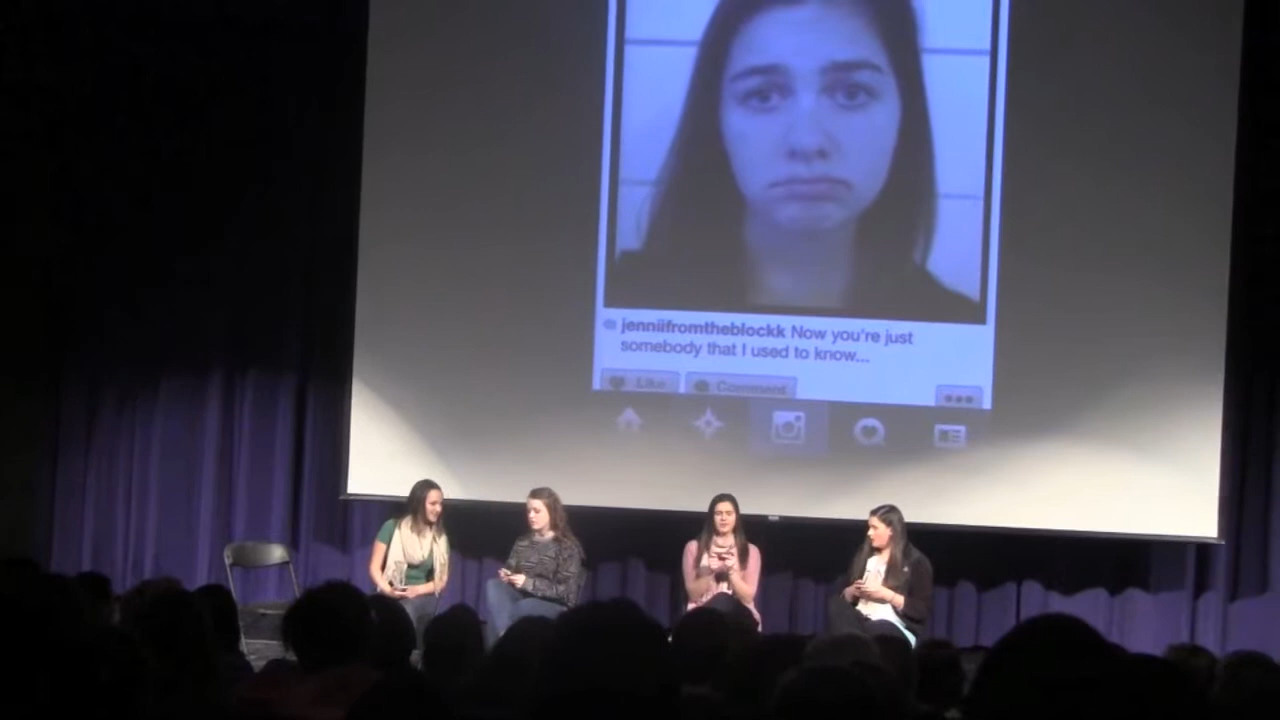 jenniifromtheblockk Now you're just
somebody that I used to know...
Like
Comment